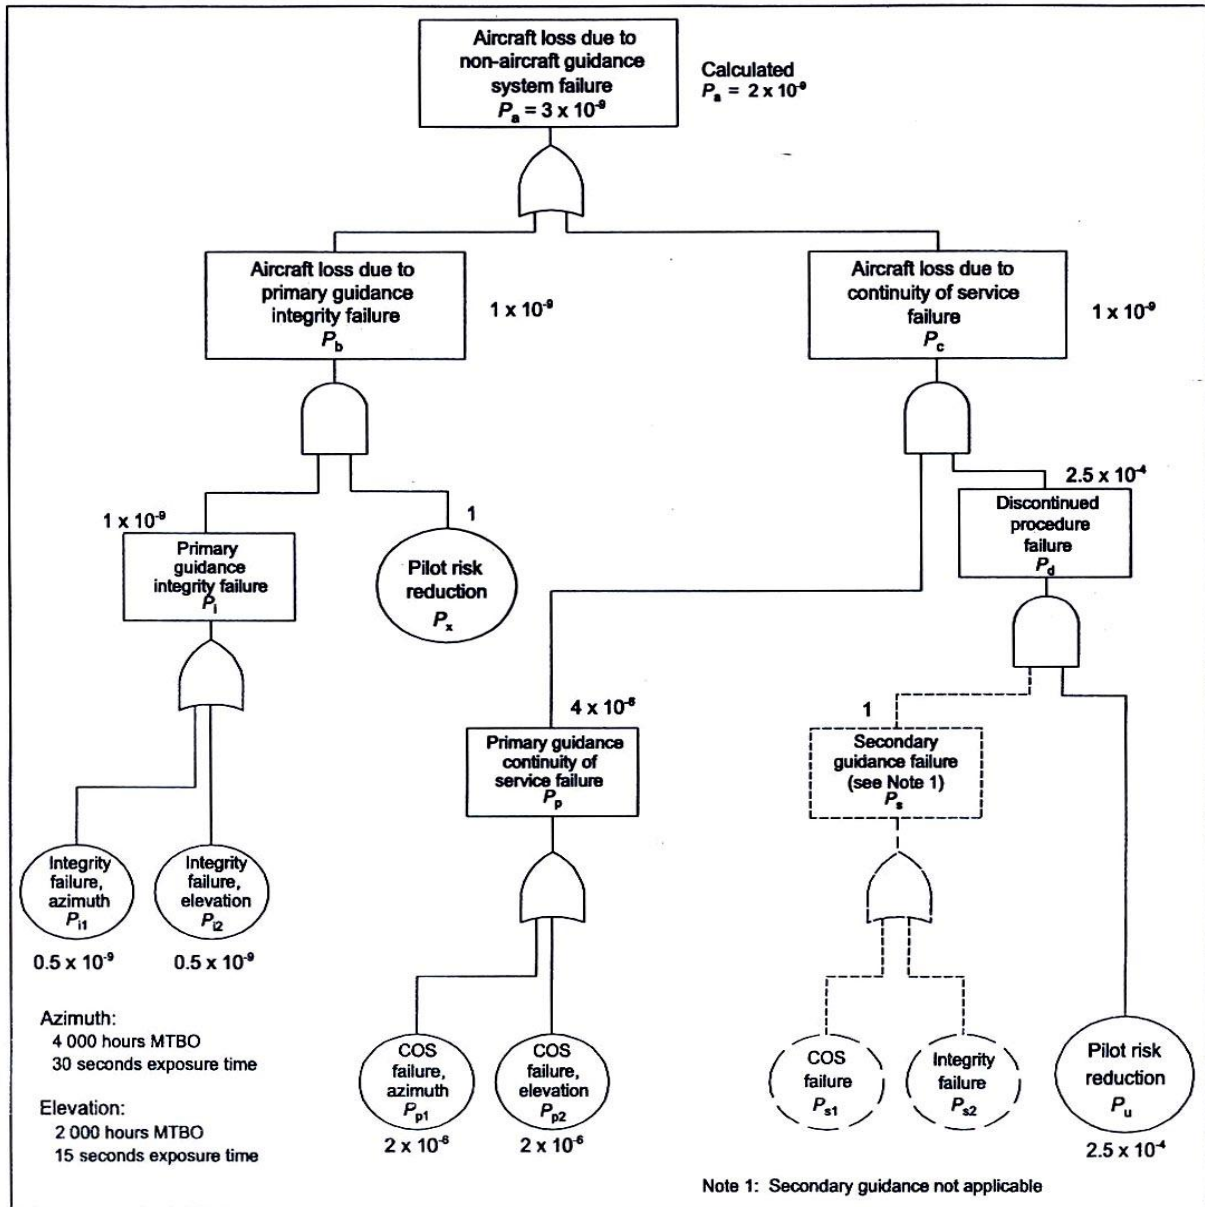 Aircraft loss due to
non-aircraft guidance
system failure
Pa = 3 x 10⁻⁹
Calculated
Pa = 2 x 10⁻⁹
Aircraft loss due to
primary guidance
integrity failure
Pb
1 x 10⁻⁹
Aircraft loss due to
continuity of service
failure
Pc
1 x 10⁻⁹
1 x 10⁻⁹
Primary
guidance
integrity failure
Pi
1
Pilot risk
reduction
Px
2.5 x 10⁻⁴
Discontinued
procedure
failure
Pd
4 x 10⁻⁶
Primary guidance
continuity of
service failure
Pp
1
Secondary
guidance failure
(see Note 1)
Ps
Integrity
failure,
azimuth
Pi1
0.5 x 10⁻⁹
Integrity
failure,
elevation
Pi2
0.5 x 10⁻⁹
Azimuth:
4 000 hours MTBO
30 seconds exposure time
Elevation:
2 000 hours MTBO
15 seconds exposure time
COS
failure,
azimuth
Pp1
2 x 10⁻⁶
COS
failure,
elevation
Pp2
2 x 10⁻⁶
COS
failure
Ps1
Integrity
failure
Ps2
Pilot risk
reduction
Pu
2.5 x 10⁻⁴
Note 1: Secondary guidance not applicable